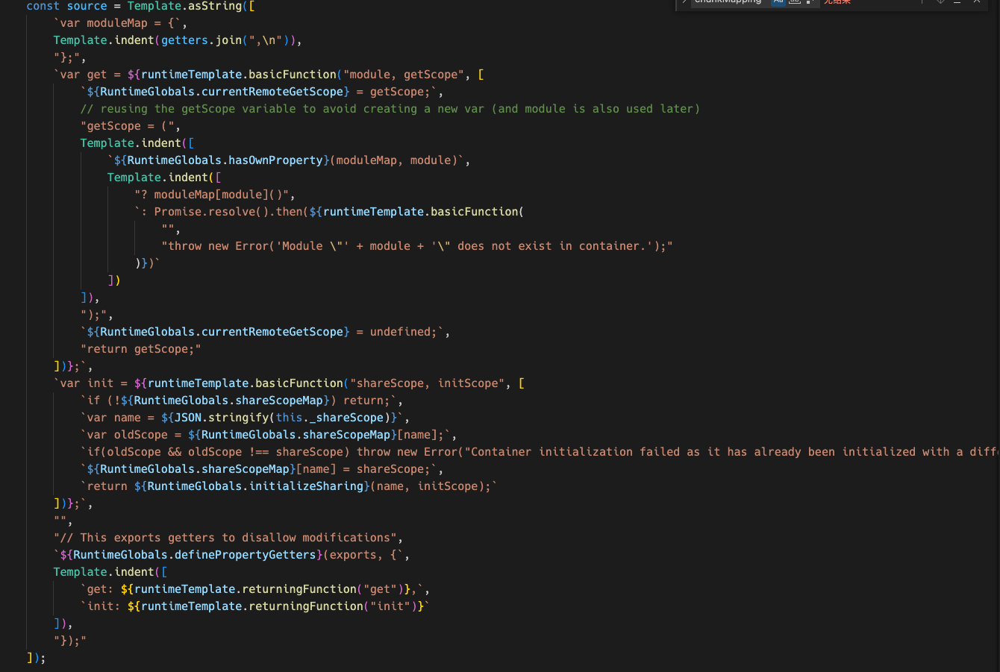 const source = Template.asString([
chunkMapping
Aa
无结果
`var moduleMap = {`,
Template.indent(getters.join(",\n")),
"};",
`var get = ${runtimeTemplate.basicFunction("module, getScope", [
`${RuntimeGlobals.currentRemoteGetScope} = getScope;`,
// reusing the getScope variable to avoid creating a new var (and module is also used later)
"getScope = (",
Template.indent([
`${RuntimeGlobals.hasOwnProperty}(moduleMap, module)`,
Template.indent([
"? moduleMap[module]()",
`: Promise.resolve().then(${runtimeTemplate.basicFunction(
"",
"throw new Error('Module \"' + module + '\" does not exist in container.');"
)})`
])
]),
");",
`${RuntimeGlobals.currentRemoteGetScope} = undefined;`,
"return getScope;"
])};`,
`var init = ${runtimeTemplate.basicFunction("shareScope, initScope", [
`if (!${RuntimeGlobals.shareScopeMap}) return;`,
`var name = ${JSON.stringify(this._shareScope)}`,
`var oldScope = ${RuntimeGlobals.shareScopeMap}[name];`,
`if(oldScope && oldScope !== shareScope) throw new Error("Container initialization failed as it has already been initialized with a diff
`${RuntimeGlobals.shareScopeMap}[name] = shareScope;`,
`return ${RuntimeGlobals.initializeSharing}(name, initScope);`
])};`,
"",
"// This exports getters to disallow modifications",
`${RuntimeGlobals.definePropertyGetters}(exports, {`,
Template.indent([
`get: ${runtimeTemplate.returningFunction("get")},`,
`init: ${runtimeTemplate.returningFunction("init")}`
]),
"});"
]);